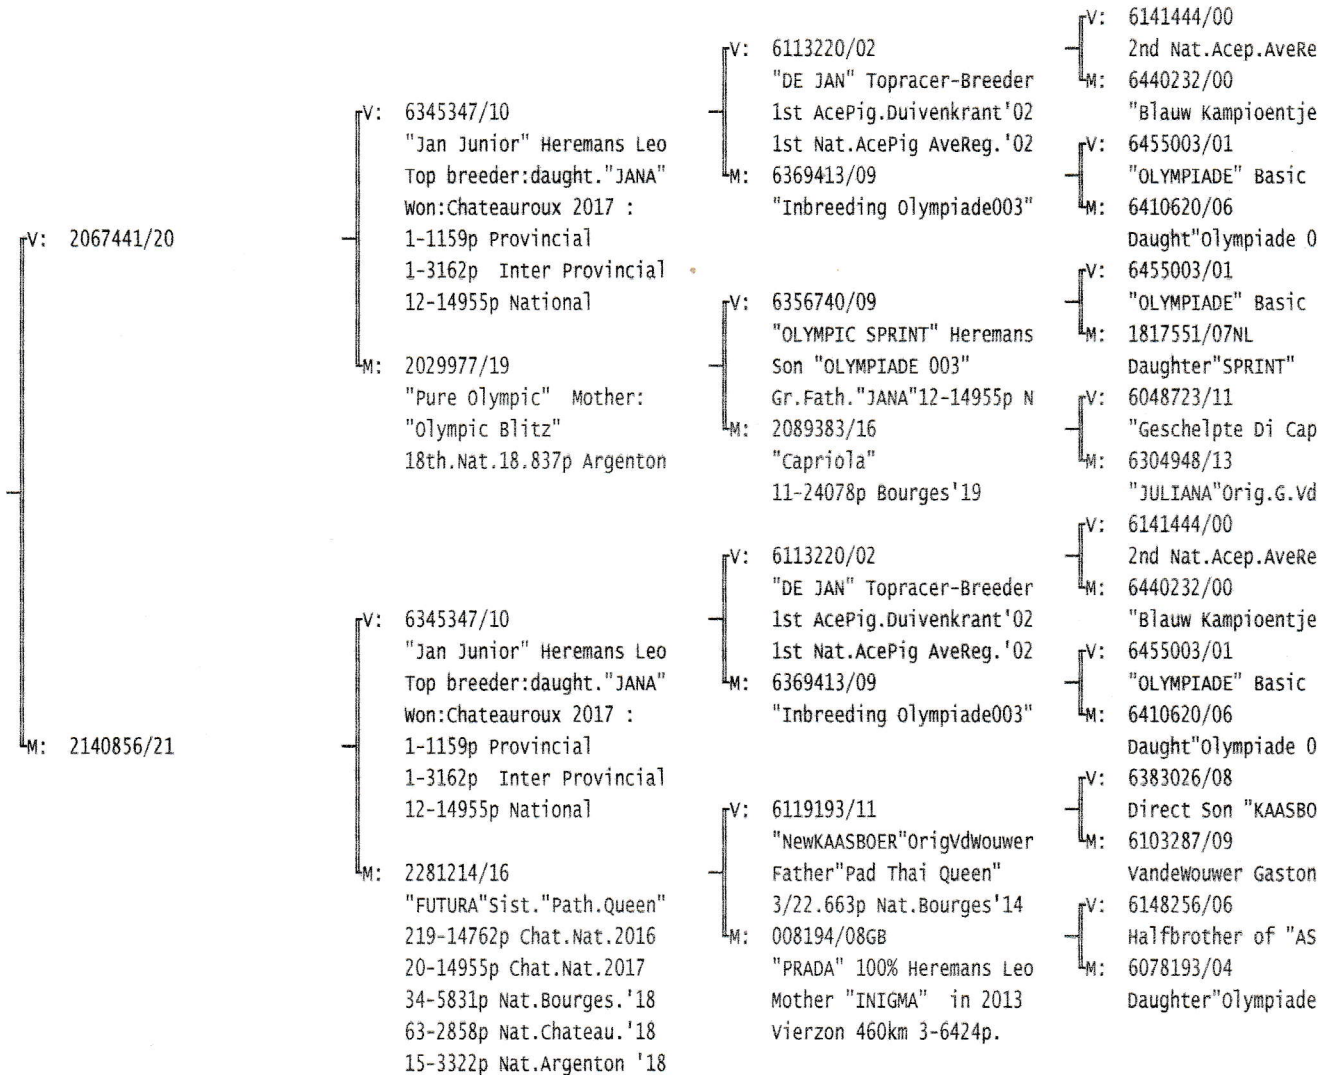 V: 2067441/20
V: 6345347/10
"Jan Junior" Heremans Leo
Top breeder:daught."JANA"
Won:Chateauroux 2017 :
1-1159p Provincial
1-3162p Inter Provincial
12-14955p National
V: 6113220/02
"DE JAN" Topracer-Breeder
1st AcePig.Duivenkrant'02
1st Nat.AcePig AveReg.'02
V: 6141444/00
2nd Nat.Acep.AveRe
M: 6440232/00
"Blauw Kampioentje
M: 6369413/09
"Inbreeding Olympiade003"
V: 6455003/01
"OLYMPIADE" Basic
M: 6410620/06
Daught"Olympiade 0
M: 2029977/19
"Pure Olympic" Mother:
"Olympic Blitz"
18th.Nat.18.837p Argenton
V: 6356740/09
"OLYMPIC SPRINT" Heremans
Son "OLYMPIADE 003"
Gr.Fath."JANA"12-14955p N
V: 6455003/01
"OLYMPIADE" Basic
M: 1817551/07NL
Daughter"SPRINT"
M: 2089383/16
"Capriola"
11-24078p Bourges'19
V: 6048723/11
"Geschelpte Di Cap
M: 6304948/13
"JULIANA"Orig.G.Vd
M: 2140856/21
V: 6345347/10
"Jan Junior" Heremans Leo
Top breeder:daught."JANA"
Won:Chateauroux 2017 :
1-1159p Provincial
1-3162p Inter Provincial
12-14955p National
V: 6113220/02
"DE JAN" Topracer-Breeder
1st AcePig.Duivenkrant'02
1st Nat.AcePig AveReg.'02
V: 6141444/00
2nd Nat.Acep.AveRe
M: 6440232/00
"Blauw Kampioentje
M: 6369413/09
"Inbreeding Olympiade003"
V: 6455003/01
"OLYMPIADE" Basic
M: 6410620/06
Daught"Olympiade 0
M: 2281214/16
"FUTURA"Sist."Path.Queen"
219-14762p Chat.Nat.2016
20-14955p Chat.Nat.2017
34-5831p Nat.Bourges.'18
63-2858p Nat.Chateau.'18
15-3322p Nat.Argenton '18
V: 6119193/11
"NewKAASBOER"OrigVdWouwer
Father"Pad Thai Queen"
3/22.663p Nat.Bourges'14
V: 6383026/08
Direct Son "KAASBO
M: 6103287/09
VandeWouwer Gaston
M: 008194/08GB
"PRADA" 100% Heremans Leo
Mother "INIGMA" in 2013
Vierzon 460km 3-6424p.
V: 6148256/06
Halfbrother of "AS
M: 6078193/04
Daughter"Olympiade